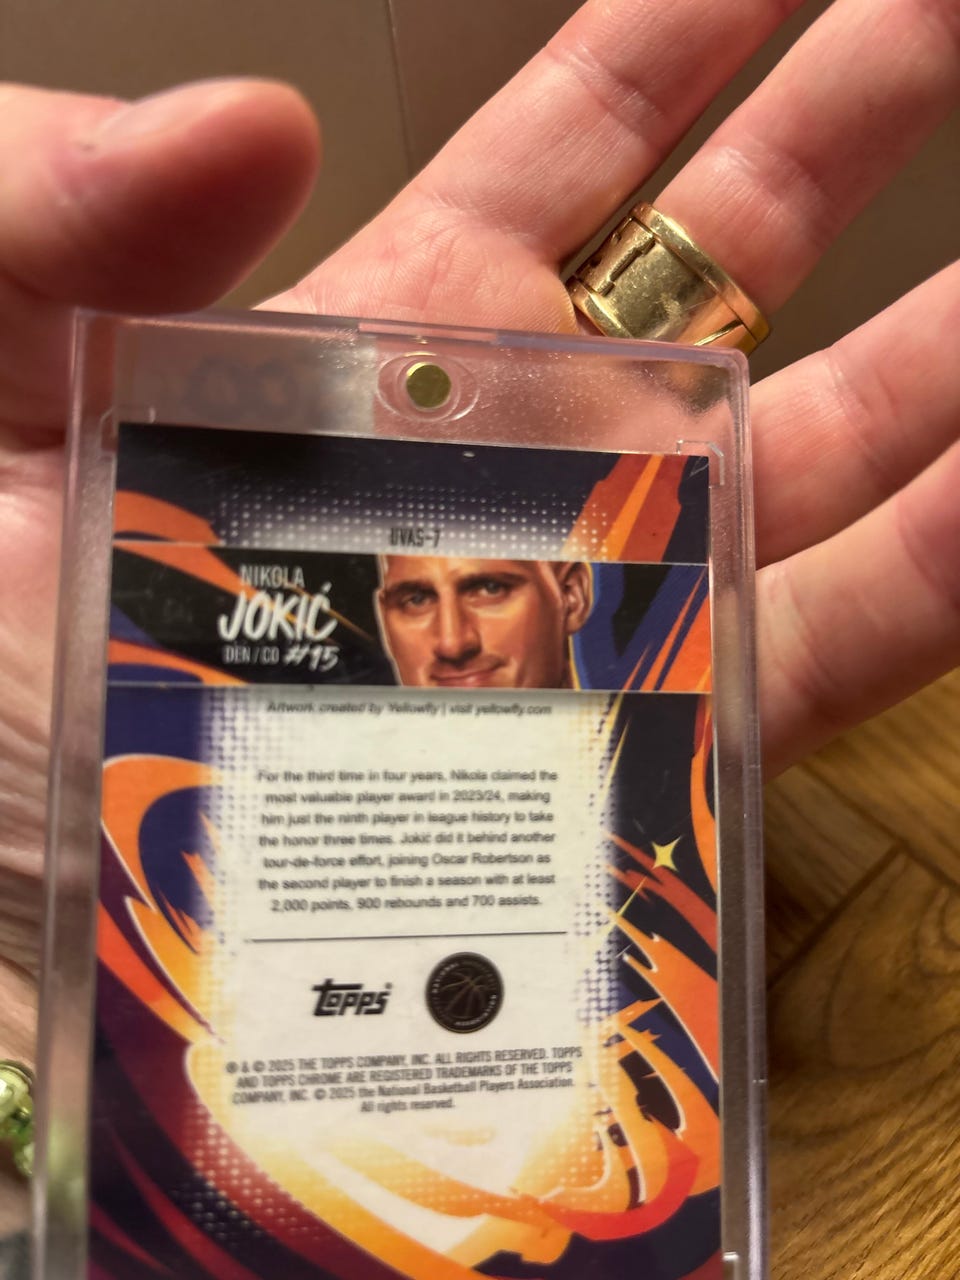 UVAS-7
NIKOLA
JOKIĆ
DEN / CO #15
Artwork created by Yellowfly | visit yellowfly.com
For the third time in four years, Nikola claimed the
most valuable player award in 2023/24, making
him just the ninth player in league history to take
the honor three times. Jokić did it behind another
tour-de-force effort, joining Oscar Robertson as
the second player to finish a season with at least
2,000 points, 900 rebounds and 700 assists.
topps
® & © 2025 THE TOPPS COMPANY, INC. ALL RIGHTS RESERVED. TOPPS
AND TOPPS CHROME ARE REGISTERED TRADEMARKS OF THE TOPPS
COMPANY, INC. © 2025 the National Basketball Players Association.
All rights reserved.